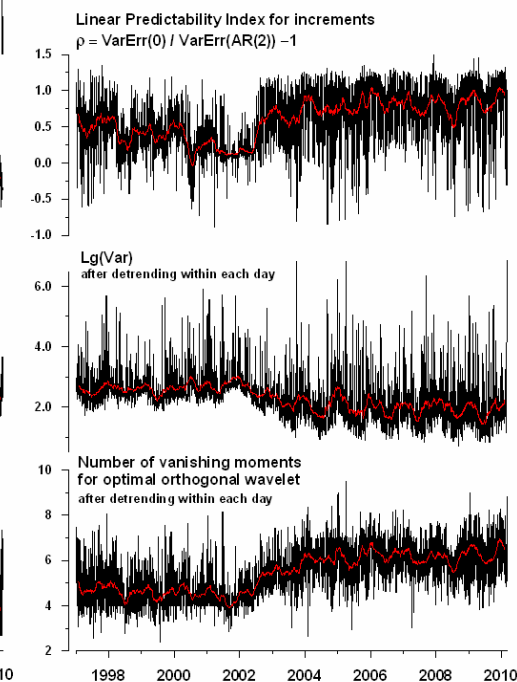 Linear Predictability Index for increments
ρ = VarErr(0) / VarErr(AR(2)) −1
1.5
1.0
0.5
0.0
-0.5
-1.0
Lg(Var)
after detrending within each day
6.0
4.0
2.0
Number of vanishing moments
for optimal orthogonal wavelet
after detrending within each day
10
8
6
4
2
10 1998 2000 2002 2004 2006 2008 2010